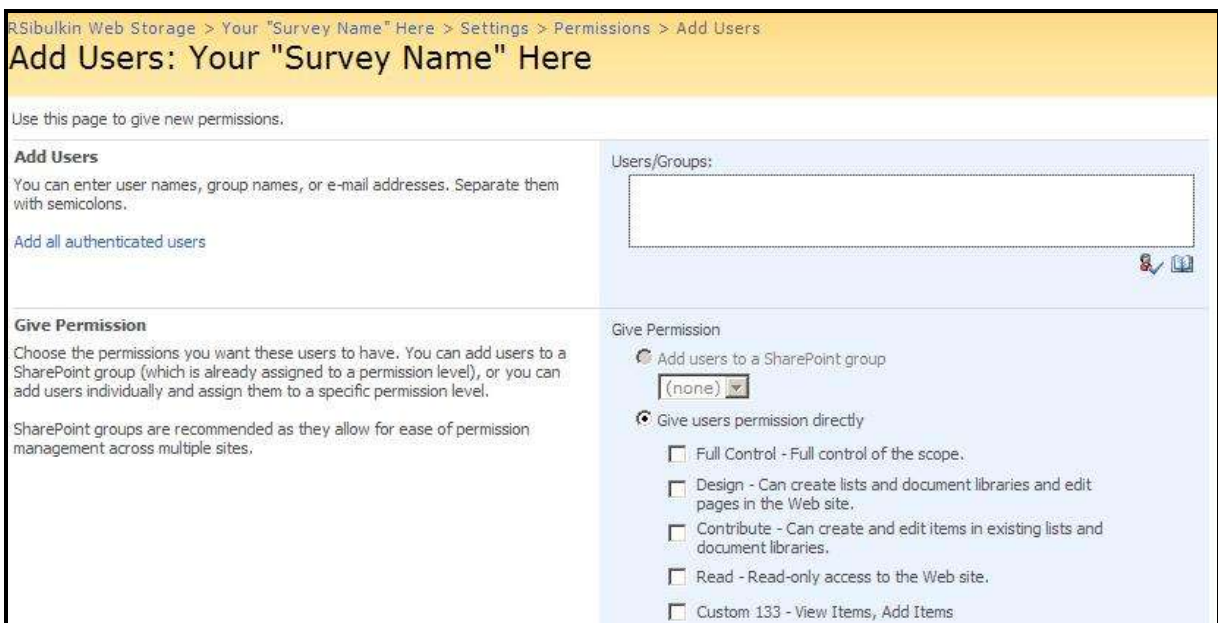 RSibulkin Web Storage > Your "Survey Name" Here > Settings > Permissions > Add Users
Add Users: Your "Survey Name" Here
Use this page to give new permissions.
Add Users
You can enter user names, group names, or e-mail addresses. Separate them
with semicolons.
Add all authenticated users
Users/Groups:
Give Permission
Choose the permissions you want these users to have. You can add users to a
SharePoint group (which is already assigned to a permission level), or you can
add users individually and assign them to a specific permission level.
SharePoint groups are recommended as they allow for ease of permission
management across multiple sites.
Give Permission
Add users to a SharePoint group
(none)
Give users permission directly
Full Control - Full control of the scope.
Design - Can create lists and document libraries and edit
pages in the Web site.
Contribute - Can create and edit items in existing lists and
document libraries.
Read - Read-only access to the Web site.
Custom 133 - View Items, Add Items